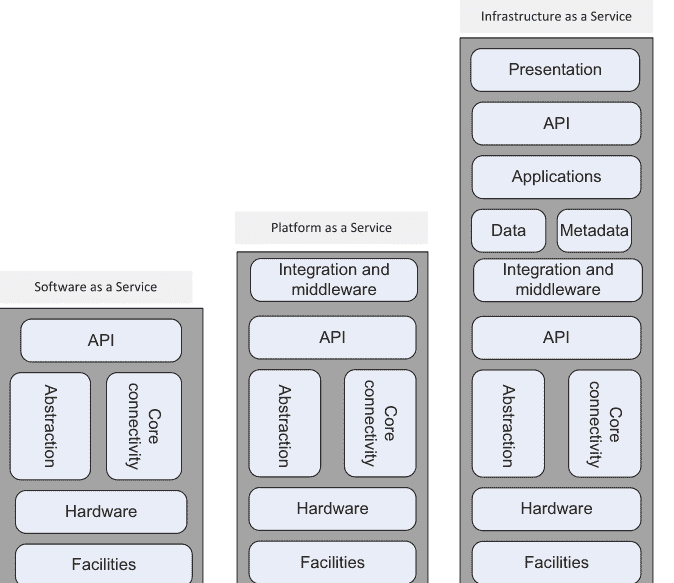 Infrastructure as a Service
Presentation
API
Applications
Data
Metadata
Integration and
middleware
API
Abstraction
Core
connectivity
Hardware
Facilities
Platform as a Service
Integration and
middleware
API
Abstraction
Core
connectivity
Hardware
Facilities
Software as a Service
API
Abstraction
Core
connectivity
Hardware
Facilities